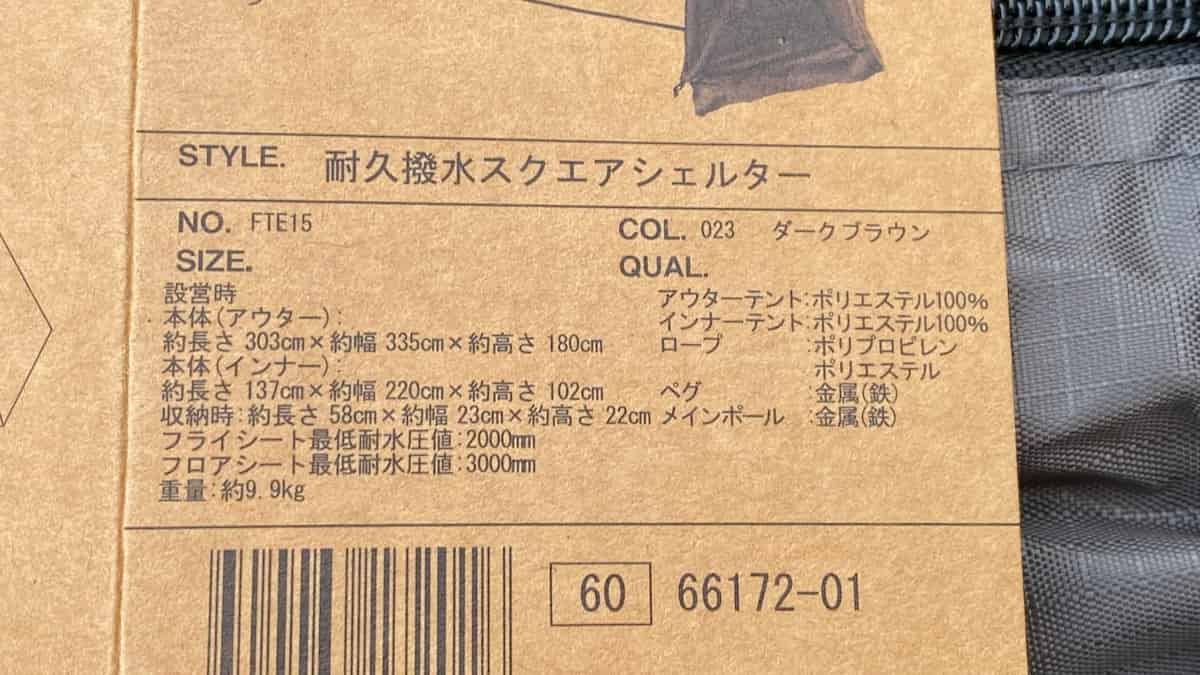 STYLE. 耐久撥水スクエアシェルター
NO. FTE15
COL. 023 ダークブラウン
SIZE.
設営時
本体(アウター):
約長さ 303cm×約幅 335cm×約高さ 180cm
本体(インナー):
約長さ 137cm×約幅 220cm×約高さ 102cm
収納時:約長さ 58cm×約幅 23cm×約高さ 22cm
フライシート最低耐水圧値:2000mm
フロアシート最低耐水圧値:3000mm
重量:約9.9kg
QUAL.
アウターテント:ポリエステル100%
インナーテント:ポリエステル100%
ロープ :ポリプロピレン
ポリエステル
ペグ :金属(鉄)
メインポール :金属(鉄)
60 66172-01